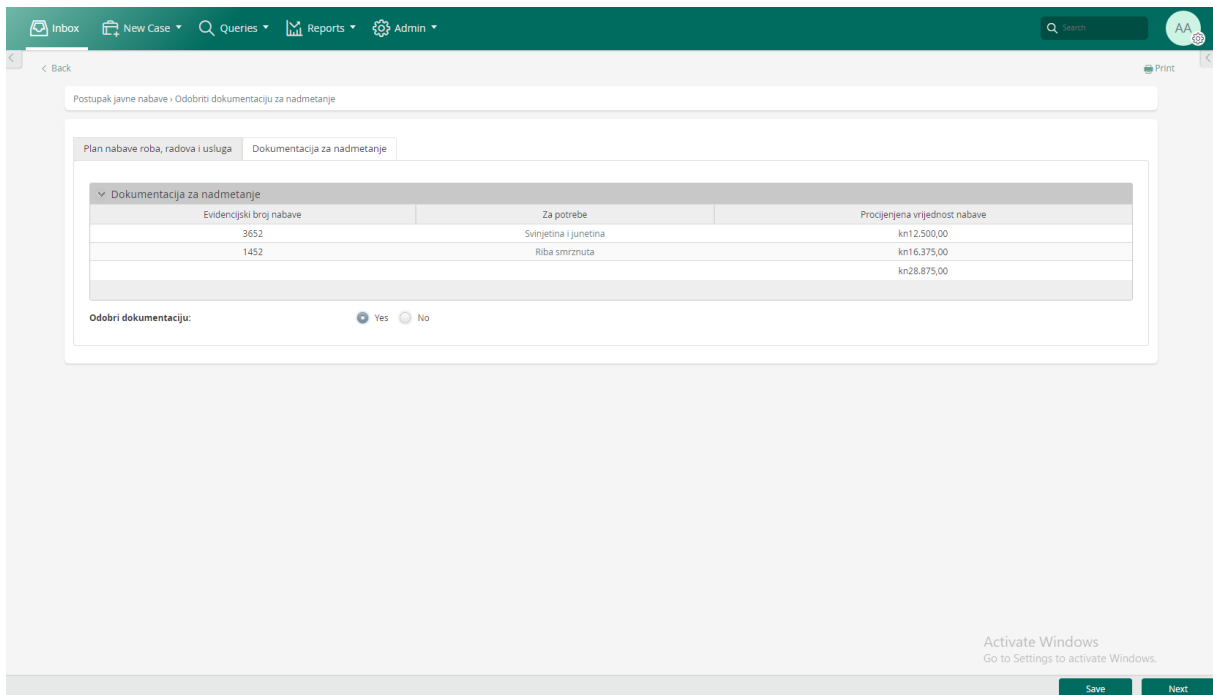 Inbox New Case Queries Reports Admin Search AA
< Back Print
Postupak javne nabave › Odobriti dokumentaciju za nadmetanje
Plan nabave roba, radova i usluga Dokumentacija za nadmetanje
Dokumentacija za nadmetanje
Evidencijski broj nabave Za potrebe Procijenjena vrijednost nabave
3652 Svinjetina i junetina kn12.500,00
1452 Riba smrznuta kn16.375,00
kn28.875,00
Odobri dokumentaciju: Yes No
Activate Windows
Go to Settings to activate Windows.
Save Next